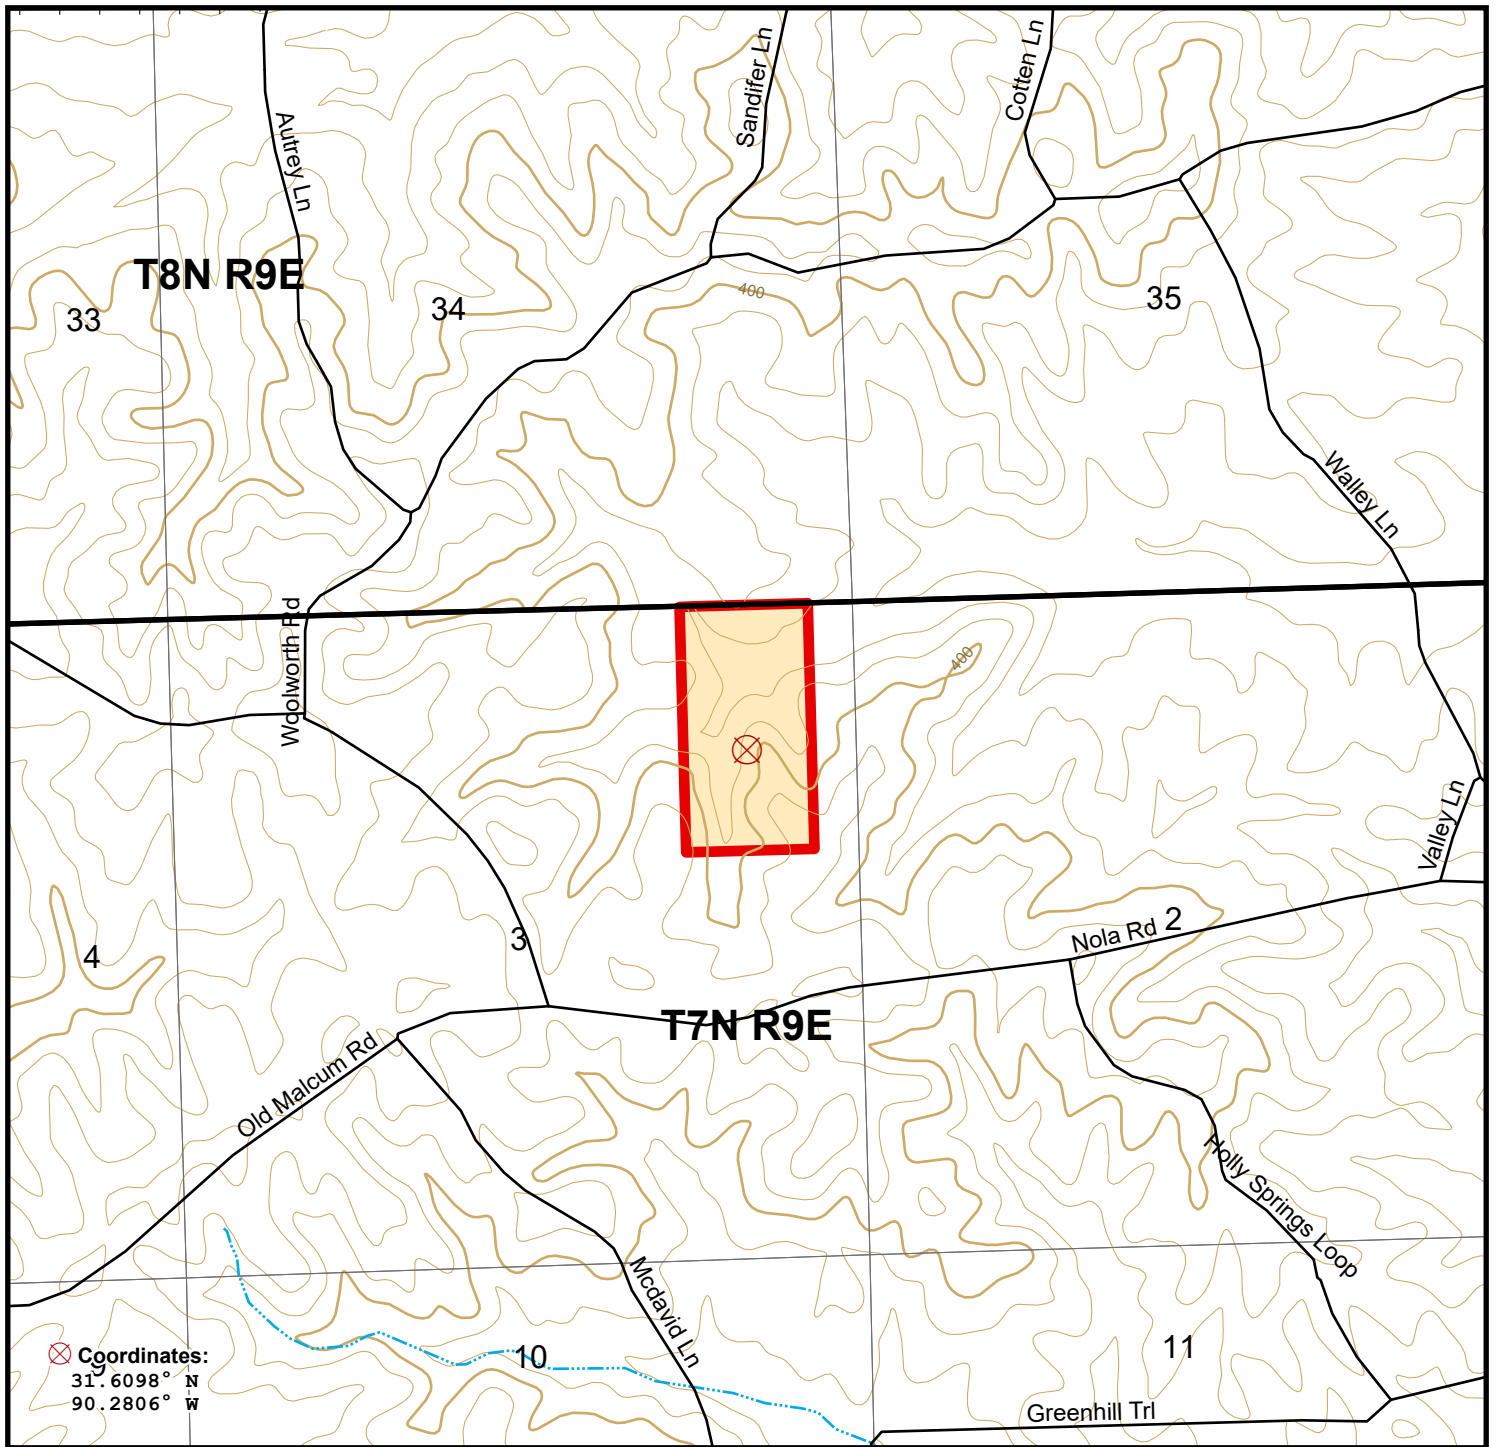 Sandifer Ln
Cotten Ln
Autrey Ln
T8N R9E
400
35
34
33
Walley Ln
Woolworth Rd
400
Valley Ln
2
Nola Rd
3
4
T7N R9E
Old Malcum Rd
Holly Springs Loop
Mcdavid Ln
11
10
9
Coordinates:
31.6098° N
90.2806° W
Greenhill Trl